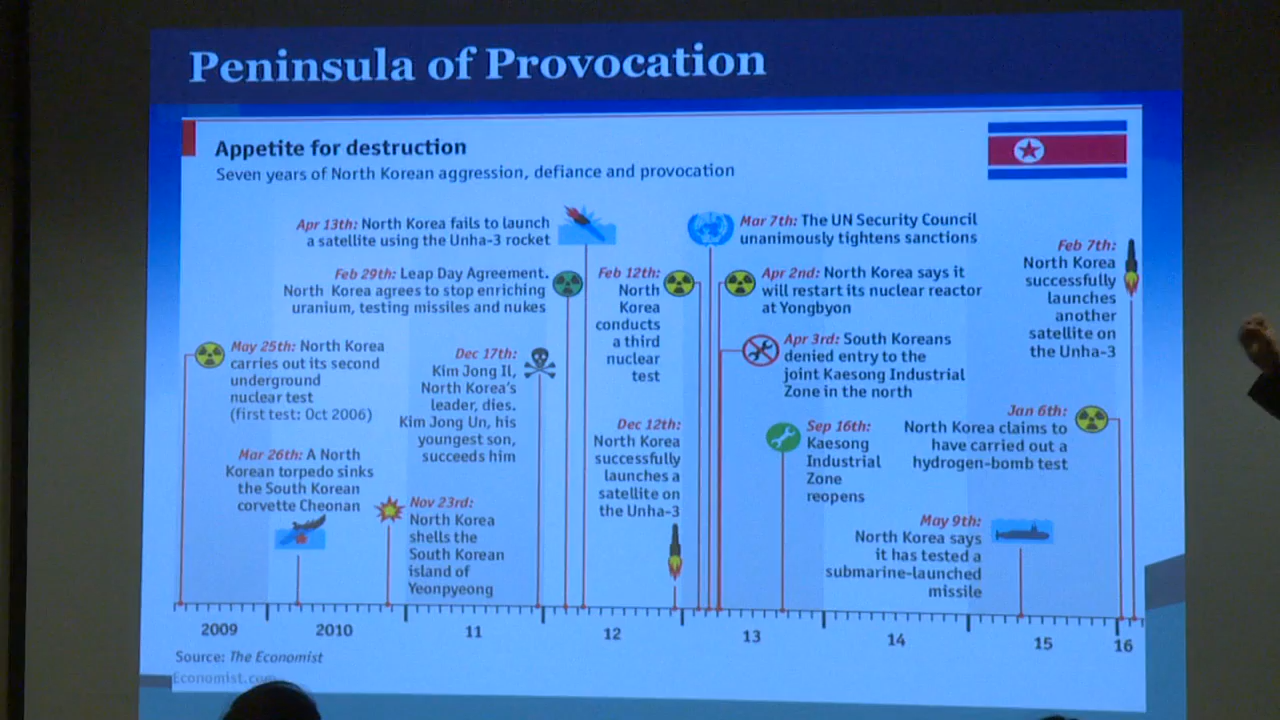 Peninsula of Provocation
Appetite for destruction
Seven years of North Korean aggression, defiance and provocation
Apr 13th: North Korea fails to launch
a satellite using the Unha-3 rocket
Feb 29th: Leap Day Agreement.
North Korea agrees to stop enriching
uranium, testing missiles and nukes
May 25th: North Korea
carries out its second
underground
nuclear test
(first test: Oct 2006)
Mar 26th: A North
Korean torpedo sinks
the South Korean
corvette Cheonan
Nov 23rd:
North Korea
shells the
South Korean
island of
Yeonpyeong
Dec 17th:
Kim Jong Il,
North Korea's
leader, dies.
Kim Jong Un, his
youngest son,
succeeds him
Feb 12th:
North
Korea
conducts
a third
nuclear
test
Dec 12th:
North Korea
successfully
launches a
satellite on
the Unha-3
Mar 7th: The UN Security Council
unanimously tightens sanctions
Apr 2nd: North Korea says it
will restart its nuclear reactor
at Yongbyon
Apr 3rd: South Koreans
denied entry to the
joint Kaesong Industrial
Zone in the north
Sep 16th:
Kaesong
Industrial
Zone
reopens
Feb 7th:
North Korea
successfully
launches
another
satellite on
the Unha-3
Jan 6th:
North Korea claims to
have carried out a
hydrogen-bomb test
May 9th:
North Korea says
it has tested a
submarine-launched
missile
2009 2010 11 12 13 14 15 16
Source: The Economist
Economist.com